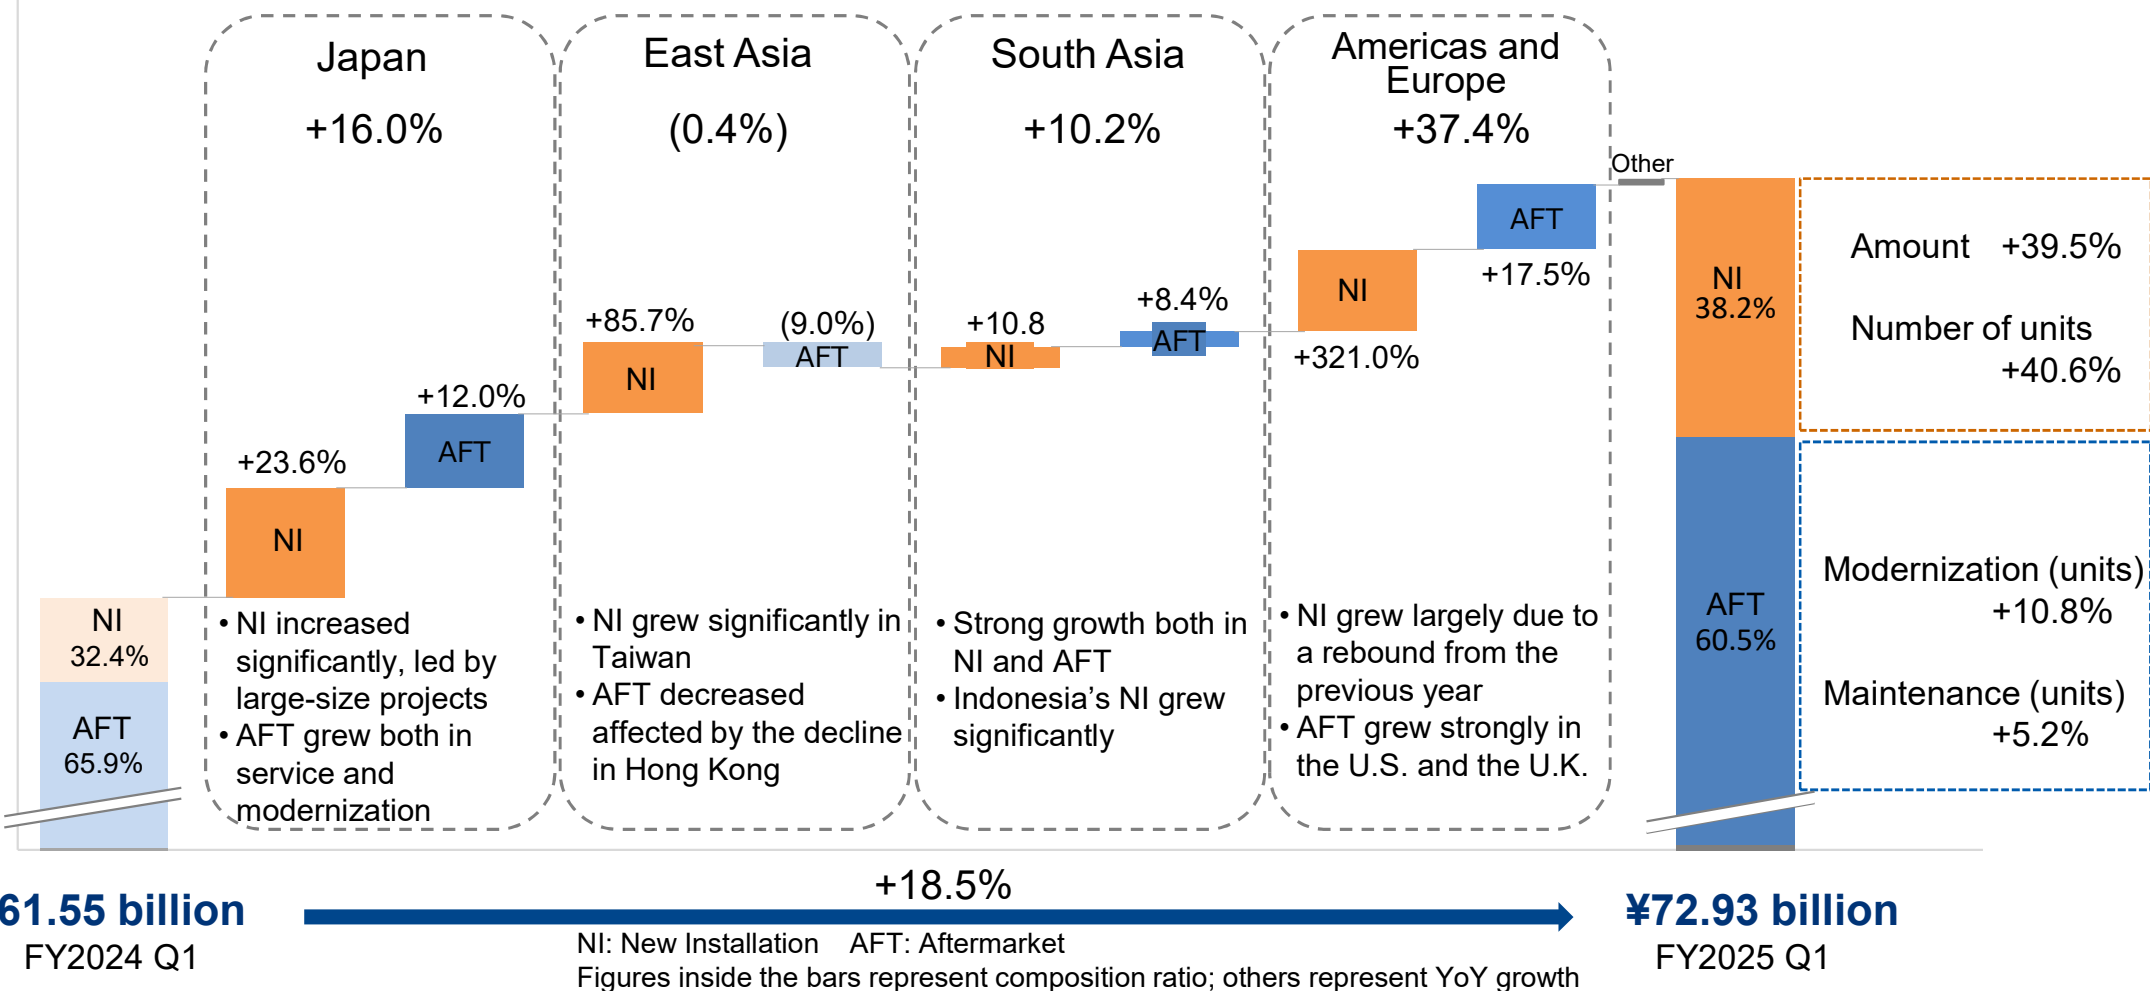 Japan
+16.0%
East Asia
(0.4%)
South Asia
+10.2%
Americas and
Europe
+37.4%
Other
NI
32.4%
AFT
65.9%
+23.6%
NI
+12.0%
AFT
+85.7%
NI
(9.0%)
AFT
+10.8
NI
+8.4%
AFT
NI
+321.0%
AFT
+17.5%
NI
38.2%
AFT
60.5%
Amount +39.5%
Number of units
+40.6%
Modernization (units)
+10.8%
Maintenance (units)
+5.2%
• NI increased
significantly, led by
large-size projects
• AFT grew both in
service and
modernization
• NI grew significantly in
Taiwan
• AFT decreased
affected by the decline
in Hong Kong
• Strong growth both in
NI and AFT
• Indonesia's NI grew
significantly
• NI grew largely due to
a rebound from the
previous year
• AFT grew strongly in
the U.S. and the U.K.
61.55 billion
FY2024 Q1
+18.5%
¥72.93 billion
FY2025 Q1
NI: New Installation AFT: Aftermarket
Figures inside the bars represent composition ratio; others represent YoY growth